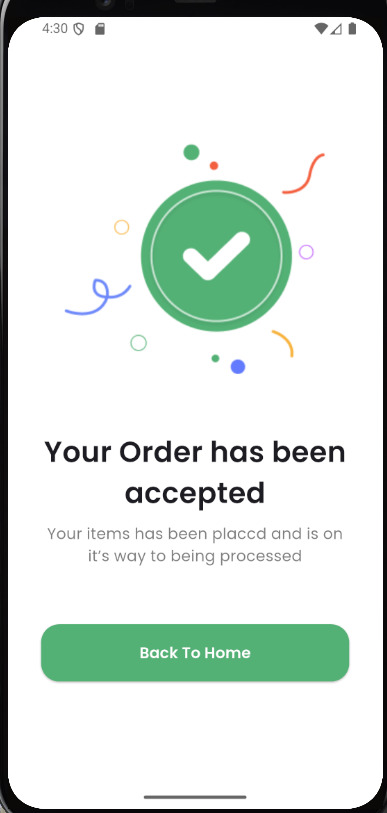 4:30
Your Order has been
accepted
Your items has been placcd and is on
it’s way to being processed
Back To Home